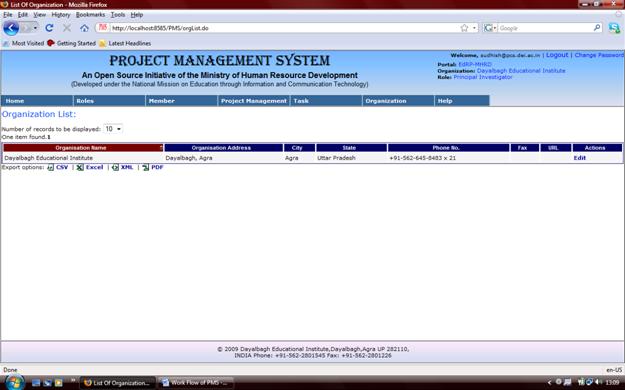 List Of Organization - Mozilla Firefox
File Edit View History Bookmarks Tools Help
http://localhost:8585/PMS/orgList.do
Google
Most Visited Getting Started Latest Headlines
PROJECT MANAGEMENT SYSTEM
An Open Source Initiative of the Ministry of Human Resource Development
(Developed under the National Mission on Education through Information and Communication Technology)
Welcome, sudhish@pcs.dei.ac.in | Logout | Change Password
Portal: EdRP-MHRD
Organization: Dayalbagh Educational Institute
Role: Principal Investigator
Home Roles Member Project Management Task Organization Help
Organization List:
Number of records to be displayed: 10
One item found.1
Organisation Name Organisation Address City State Phone No. Fax URL Actions
Dayalbagh Educational Institute Dayalbagh, Agra Agra Uttar Pradesh +91-562-645-8483 x 21 Edit
Export options: CSV | Excel | XML | PDF
© 2009 Dayalbagh Educational Institute,Dayalbagh,Agra UP 282110,
INDIA Phone: +91-562-2801545 Fax: +91-562-2801226
Done en-US
List Of Organization... Work Flow of PMS -... 13:09